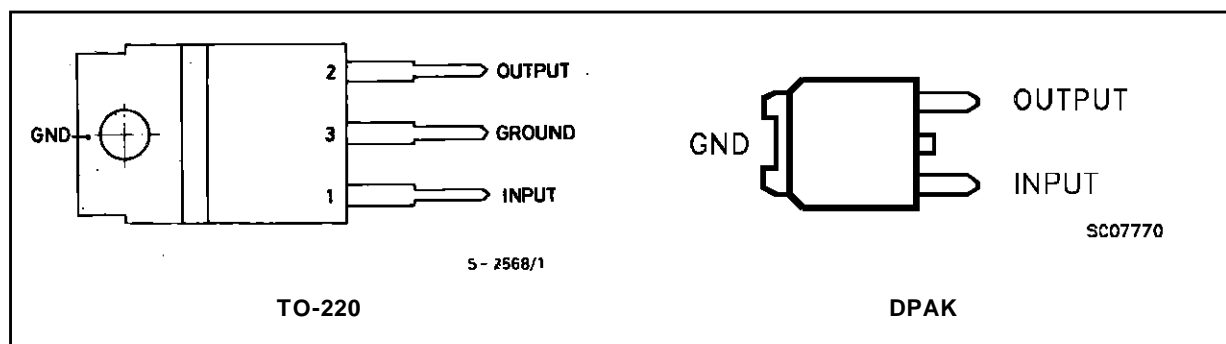 2 OUTPUT
GND 3 GROUND
1 INPUT
S-2568/1
TO-220
OUTPUT
GND
INPUT
SC07770
DPAK